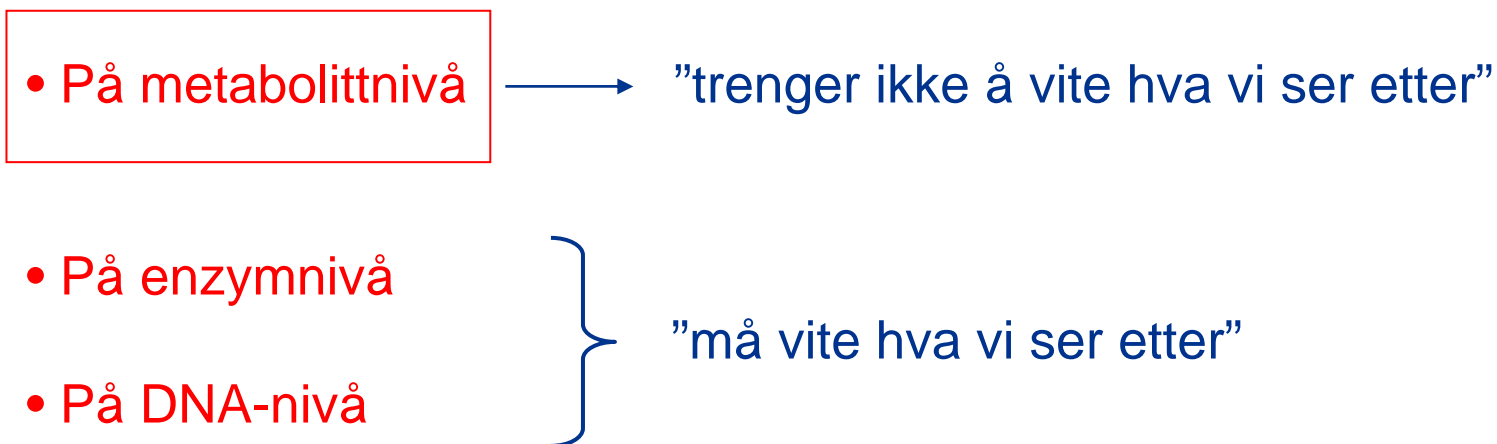 • På metabolittnivå ”trenger ikke å vite hva vi ser etter”
• På enzymnivå
”må vite hva vi ser etter”
• På DNA-nivå